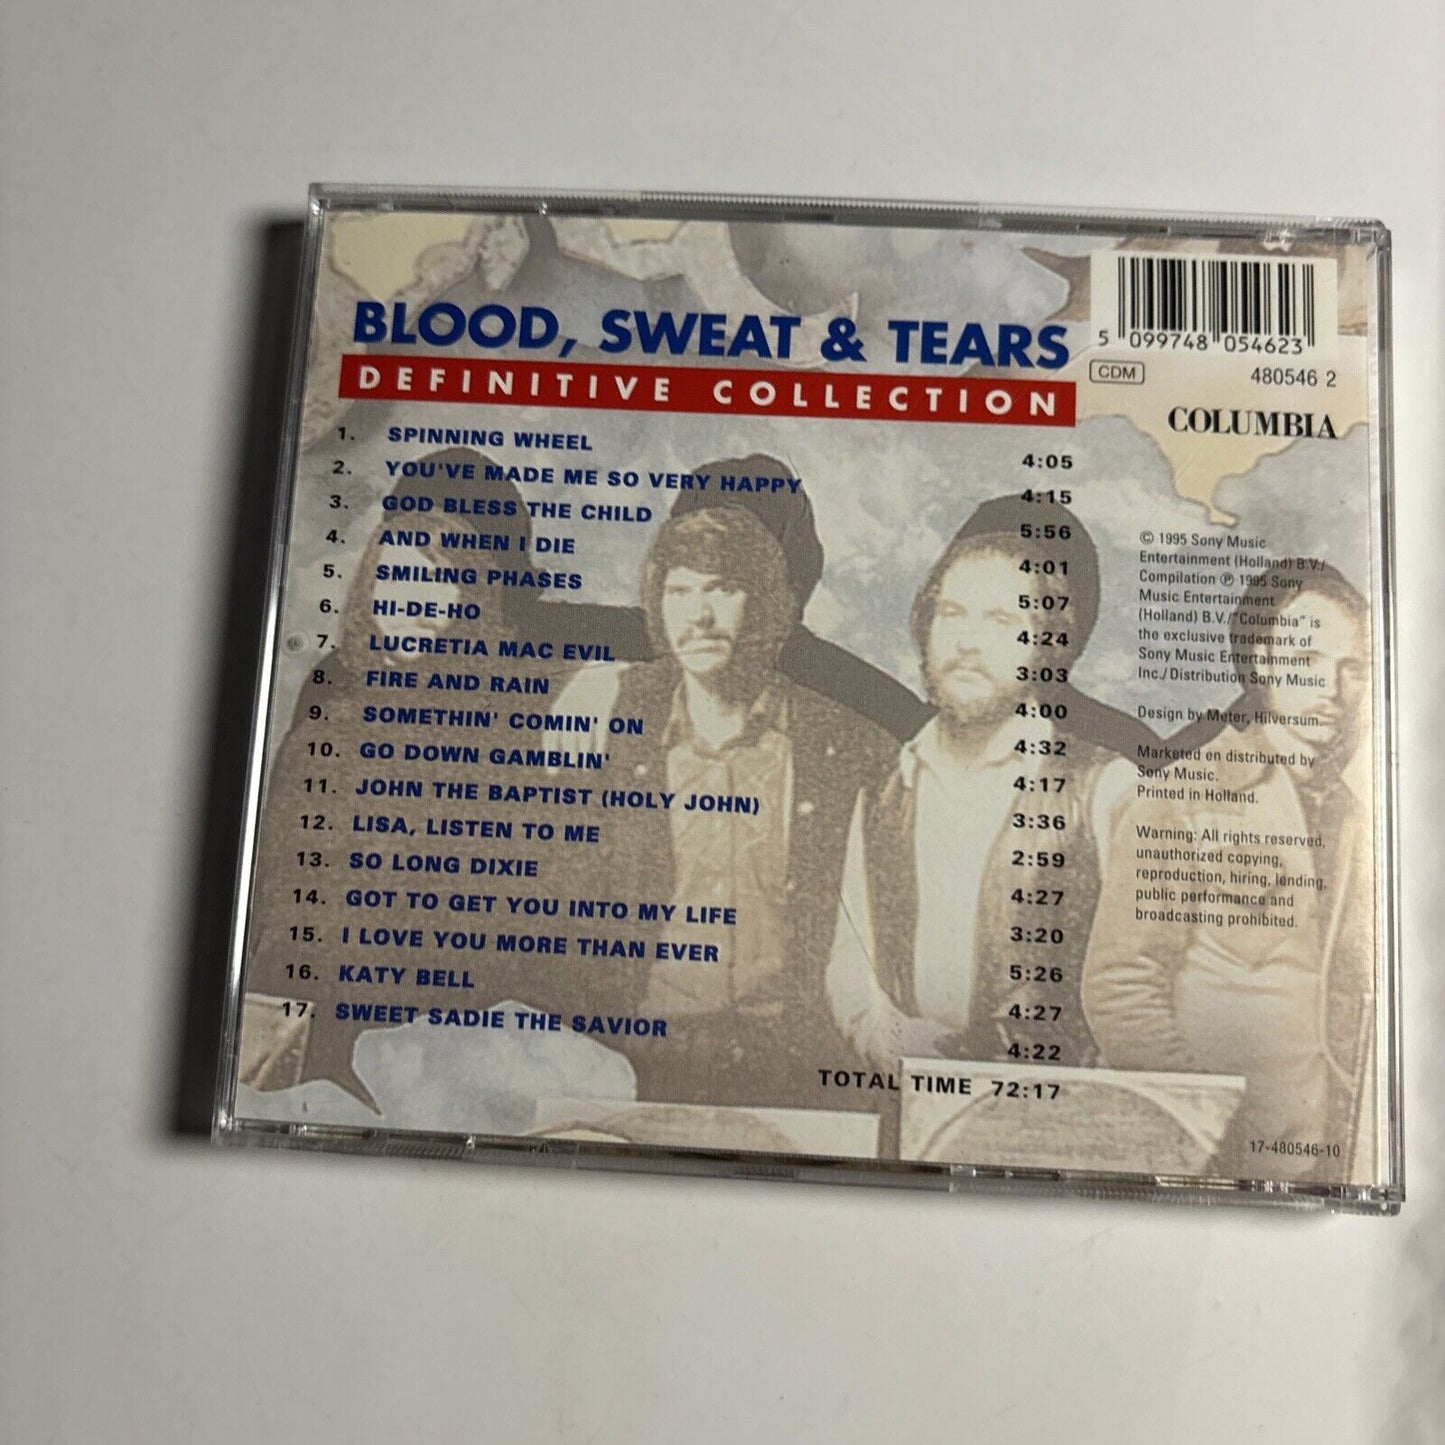 BLOOD, SWEAT & TEARS
DEFINITIVE COLLECTION
1. SPINNING WHEEL 4:05
2. YOU'VE MADE ME SO VERY HAPPY 4:15
3. GOD BLESS THE CHILD 5:56
4. AND WHEN I DIE 4:01
5. SMILING PHASES 5:07
6. HI-DE-HO 4:24
7. LUCRETIA MAC EVIL 3:03
8. FIRE AND RAIN 4:00
9. SOMETHIN' COMIN' ON 4:32
10. GO DOWN GAMBLIN' 4:17
11. JOHN THE BAPTIST (HOLY JOHN) 3:36
12. LISA, LISTEN TO ME 2:59
13. SO LONG DIXIE 4:27
14. GOT TO GET YOU INTO MY LIFE 3:20
15. I LOVE YOU MORE THAN EVER 5:26
16. KATY BELL 4:27
17. SWEET SADIE THE SAVIOR 4:22
TOTAL TIME 72:17
5 099748 054623
CDM 480546 2
COLUMBIA
© 1995 Sony Music
Entertainment (Holland) B.V./
Compilation ℗ 1995 Sony
Music Entertainment
(Holland) B.V./"Columbia" is
the exclusive trademark of
Sony Music Entertainment
Inc./Distribution Sony Music
Design by Meter, Hilversum.
Marketed en distributed by
Sony Music.
Printed in Holland.
Warning: All rights reserved,
unauthorized copying,
reproduction, hiring, lending,
public performance and
broadcasting prohibited.
17-480546-10